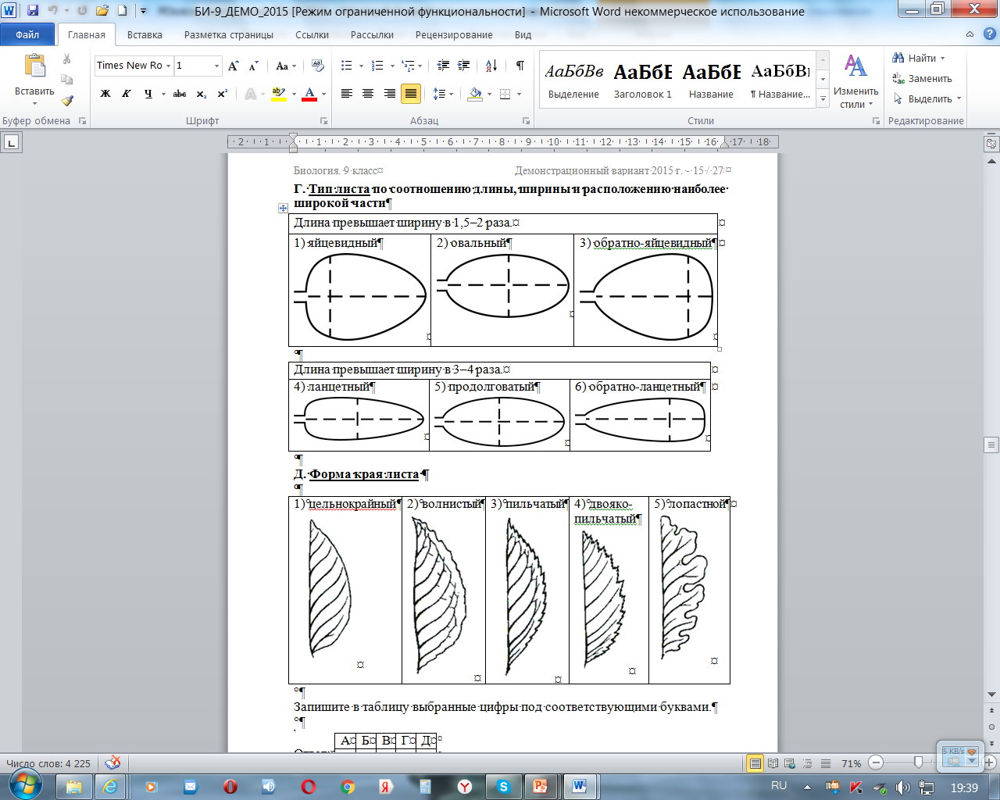 БИ-9_ДЕМО_2015 [Режим ограниченной функциональности] - Microsoft Word некоммерческое использование
Файл Главная Вставка Разметка страницы Ссылки Рассылки Рецензирование Вид
Times New Ro 1
Вставить
Ж К Ч abc x₂ x²
АаБбВв АаБбЕ АаБбЕ АаБбВı
Выделение Заголовок 1 Название ¶ Название...
Изменить стили
Найти
Заменить
Выделить
Буфер обмена Шрифт Абзац Стили Редактирование
2 1 1 2 3 4 5 6 7 8 9 10 11 12 13 14 15 16 17 18
Биология. 9 класс¤ Демонстрационный вариант 2015 г. - 15 / 27¤
Г. Тип листа по соотношению длины, ширины и расположению наиболее
широкой части¶
Длина превышает ширину в 1,5–2 раза.¤
1) яйцевидный¶ 2) овальный¶ 3) обратно-яйцевидный¶
Длина превышает ширину в 3–4 раза.¤
4) ланцетный¶ 5) продолговатый¶ 6) обратно-ланцетный¶
Д. Форма края листа ¶
1)°цельнокрайный¶ 2)°волнистый¶ 3)°пильчатый¶ 4)°двояко-пильчатый¶ 5)°лопастной¶
Запишите в таблицу выбранные цифры под соответствующими буквами.¶
А¤ Б¤ В¤ Г¤ Д¤
Число слов: 4 225 71%
5 KB/s
RU 19:39